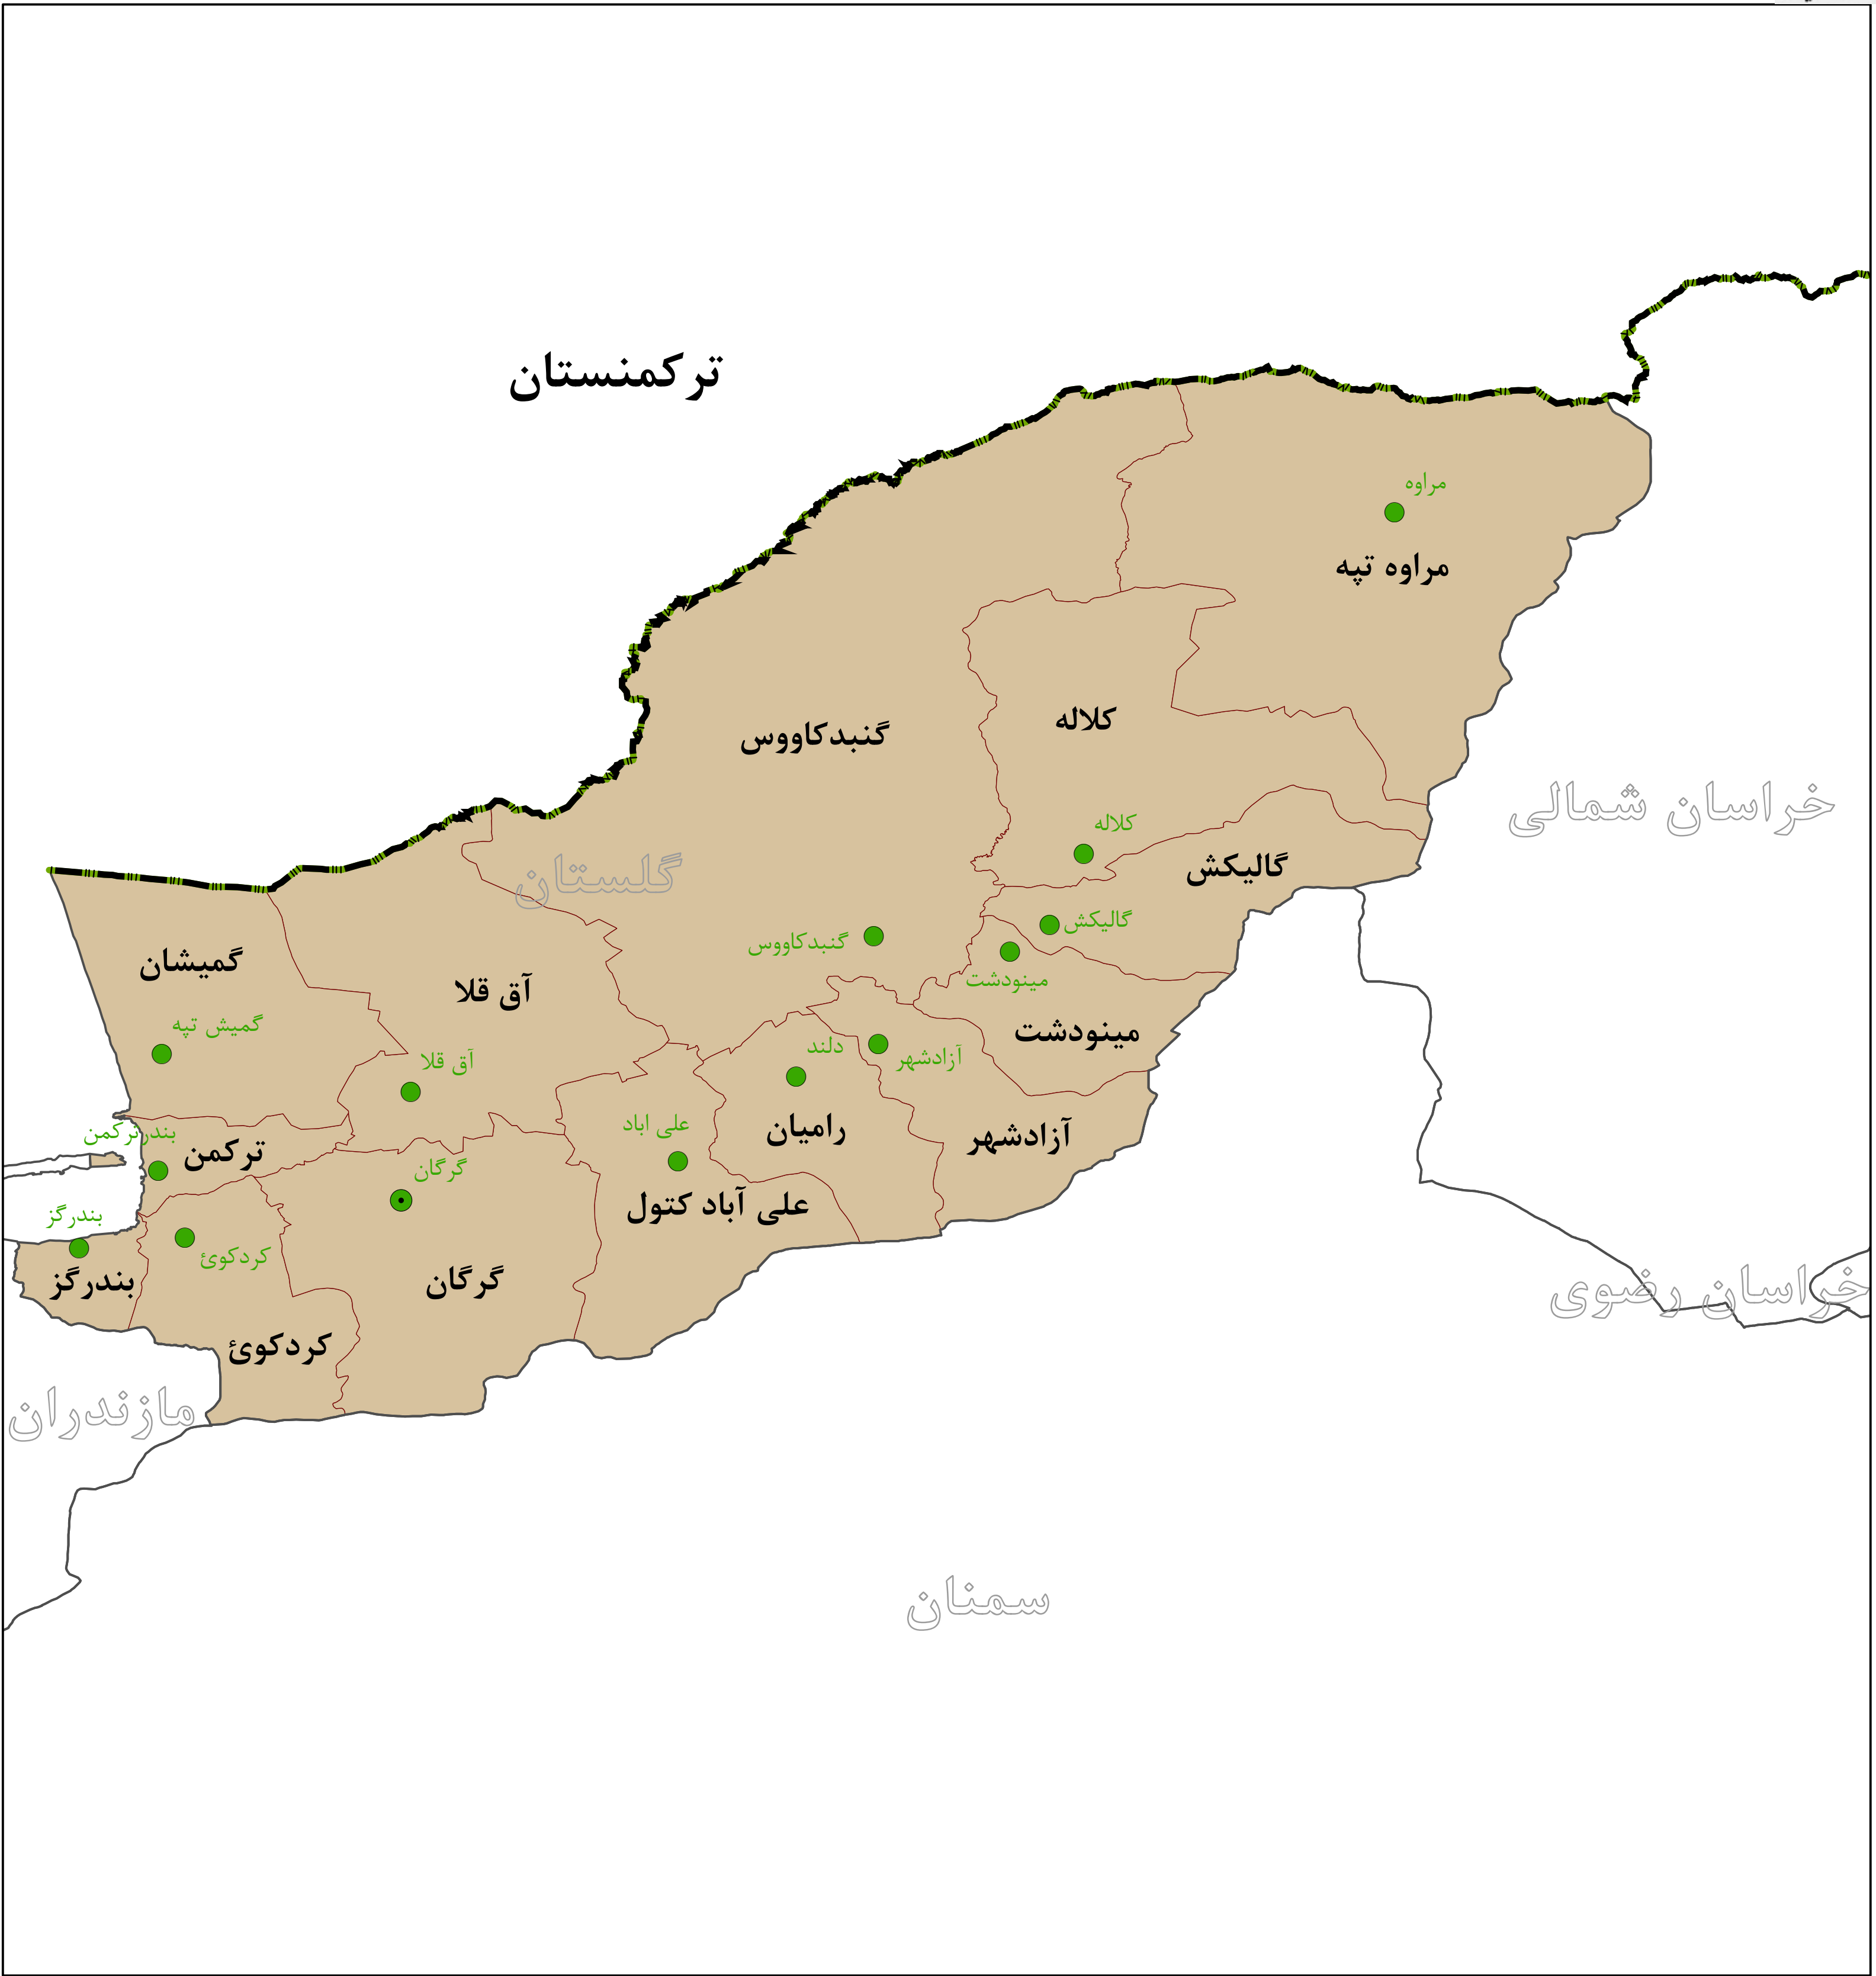 ترکمنستان
مراوه
مراوه تپه
کلاله
گنبدکاووس
خراسان شمالی
کلاله
گالیکش
گلستان
گالیکش
گنبدکاووس
گمیشان
مینودشت
آق قلا
گمیش تپه
مینودشت
دلند
آزادشهر
آق قلا
علی اباد
رامیان
آزادشهر
بندرترکمن
ترکمن
گرگان
علی آباد کتول
بندرگز
کردکوئ
بندرگز
گرگان
خراسان رضوی
کردکوئ
مازندران
سمنان